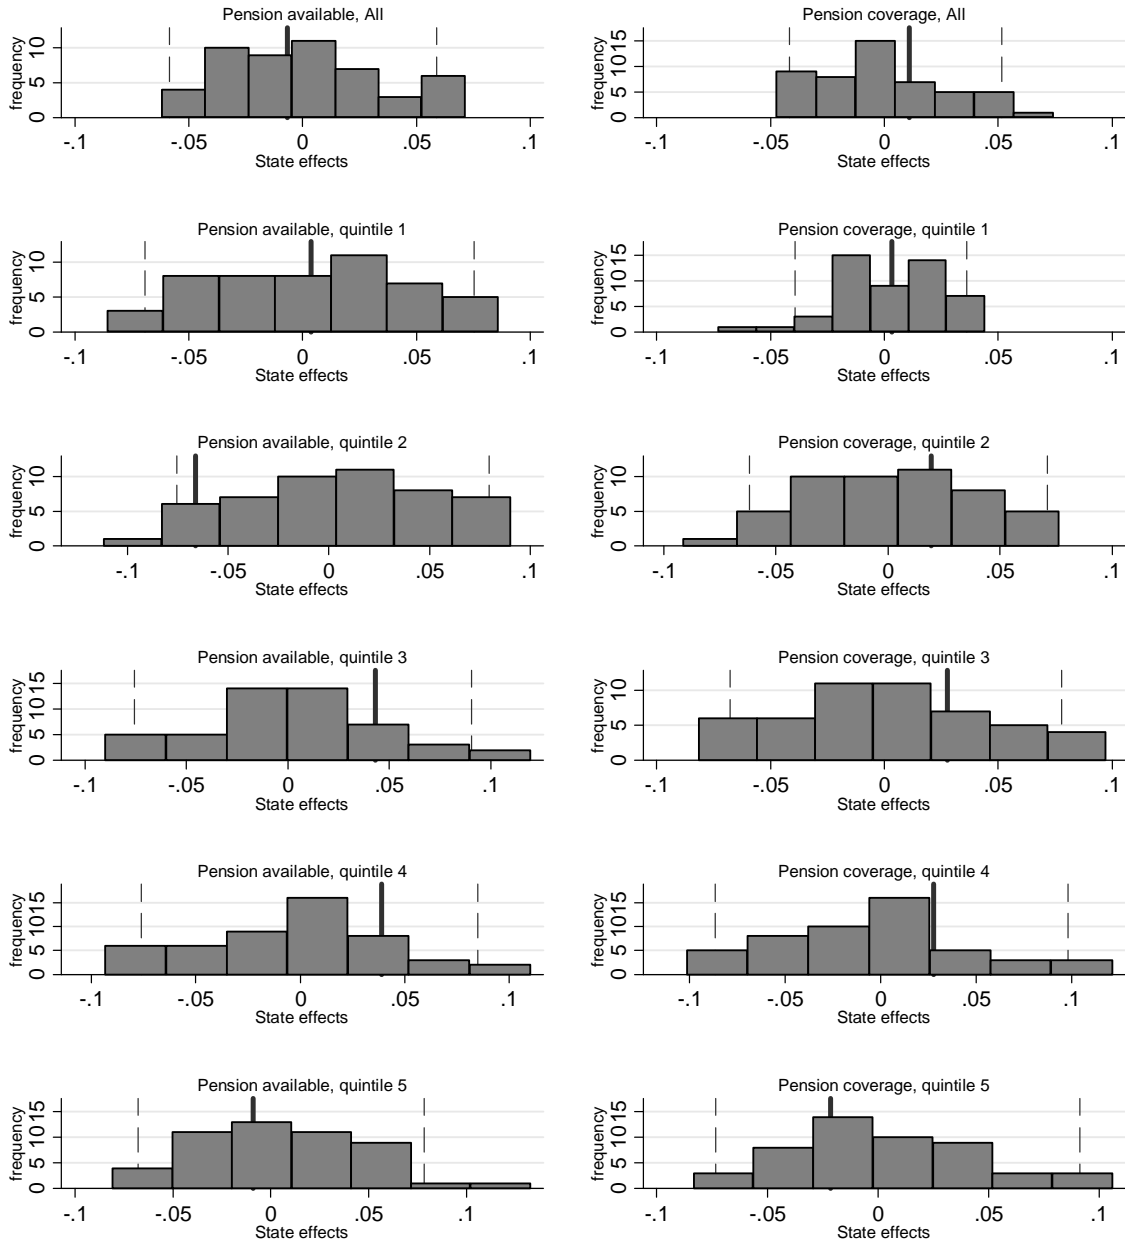 Pension available, All
frequency
10
5
0
-.1 -.05 0 .05 .1
State effects
Pension coverage, All
frequency
15
10
5
0
-.1 -.05 0 .05 .1
State effects
Pension available, quintile 1
frequency
10
5
0
-.1 -.05 0 .05 .1
State effects
Pension coverage, quintile 1
frequency
15
10
5
0
-.1 -.05 0 .05 .1
State effects
Pension available, quintile 2
frequency
10
5
0
-.1 -.05 0 .05 .1
State effects
Pension coverage, quintile 2
frequency
10
5
0
-.1 -.05 0 .05 .1
State effects
Pension available, quintile 3
frequency
15
10
5
0
-.1 -.05 0 .05 .1
State effects
Pension coverage, quintile 3
frequency
10
5
0
-.1 -.05 0 .05 .1
State effects
Pension available, quintile 4
frequency
15
10
5
0
-.1 -.05 0 .05 .1
State effects
Pension coverage, quintile 4
frequency
15
10
5
0
-.1 -.05 0 .05 .1
State effects
Pension available, quintile 5
frequency
15
10
5
0
-.1 -.05 0 .05 .1
State effects
Pension coverage, quintile 5
frequency
15
10
5
0
-.1 -.05 0 .05 .1
State effects